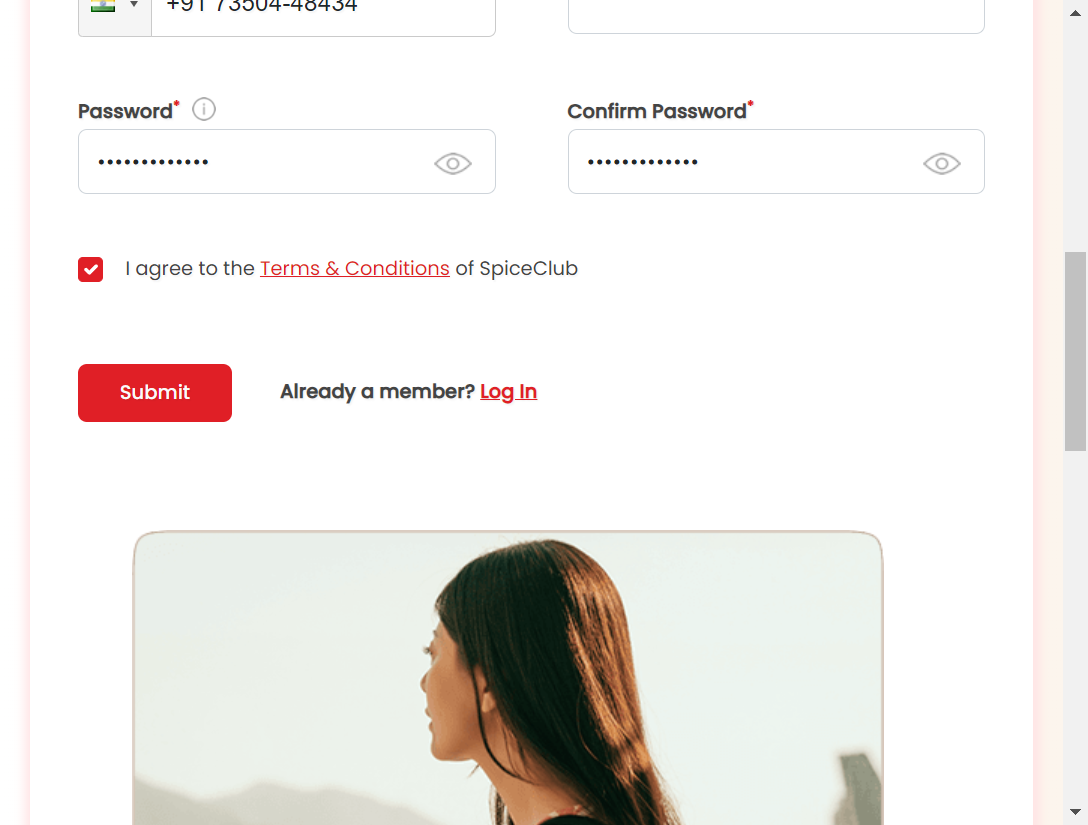 +91 73504-48434
Password* i
Confirm Password*
•••••••••••••
•••••••••••••
I agree to the Terms & Conditions of SpiceClub
Submit
Already a member? Log In